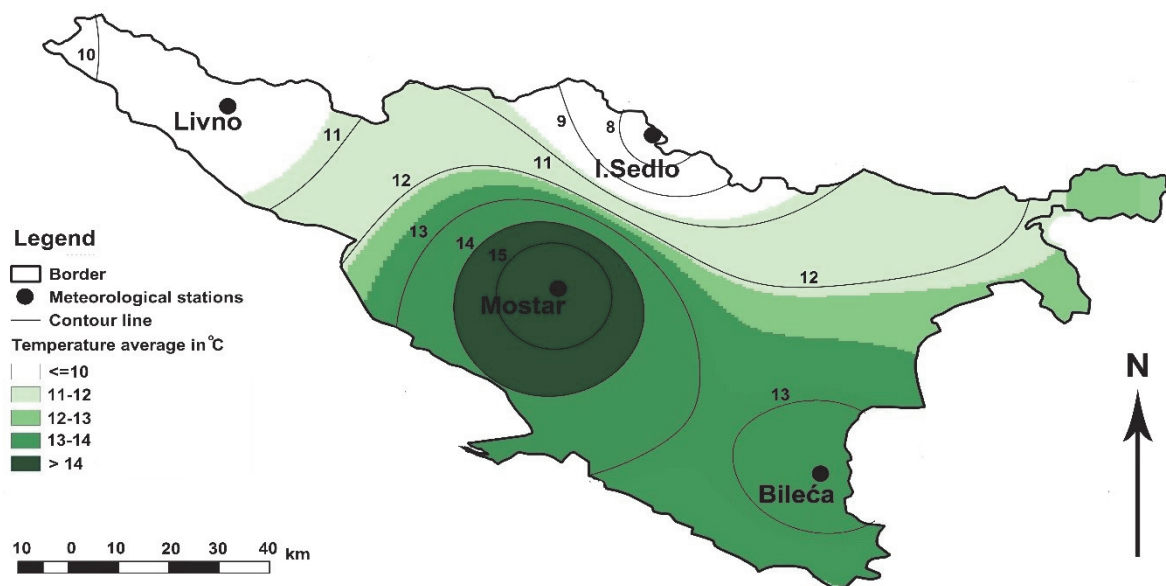 10
Livno
11
9
8
I.Sedlo
11
12
13
14
15
Mostar
12
13
Bileća
Legend
Border
Meteorological stations
Contour line
Temperature average in °C
<=10
11-12
12-13
13-14
> 14
10 0 10 20 30 40 km
N